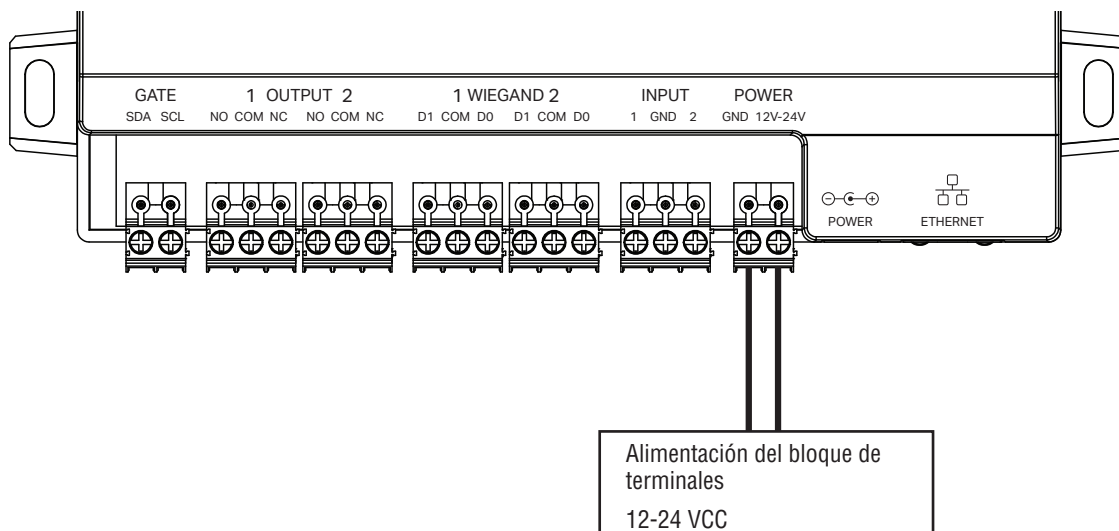 GATE 1 OUTPUT 2 1 WIEGAND 2 INPUT POWER
SDA SCL NO COM NC NO COM NC D1 COM D0 D1 COM D0 1 GND 2 GND 12V-24V
POWER ETHERNET
Alimentación del bloque de
terminales
12-24 VCC